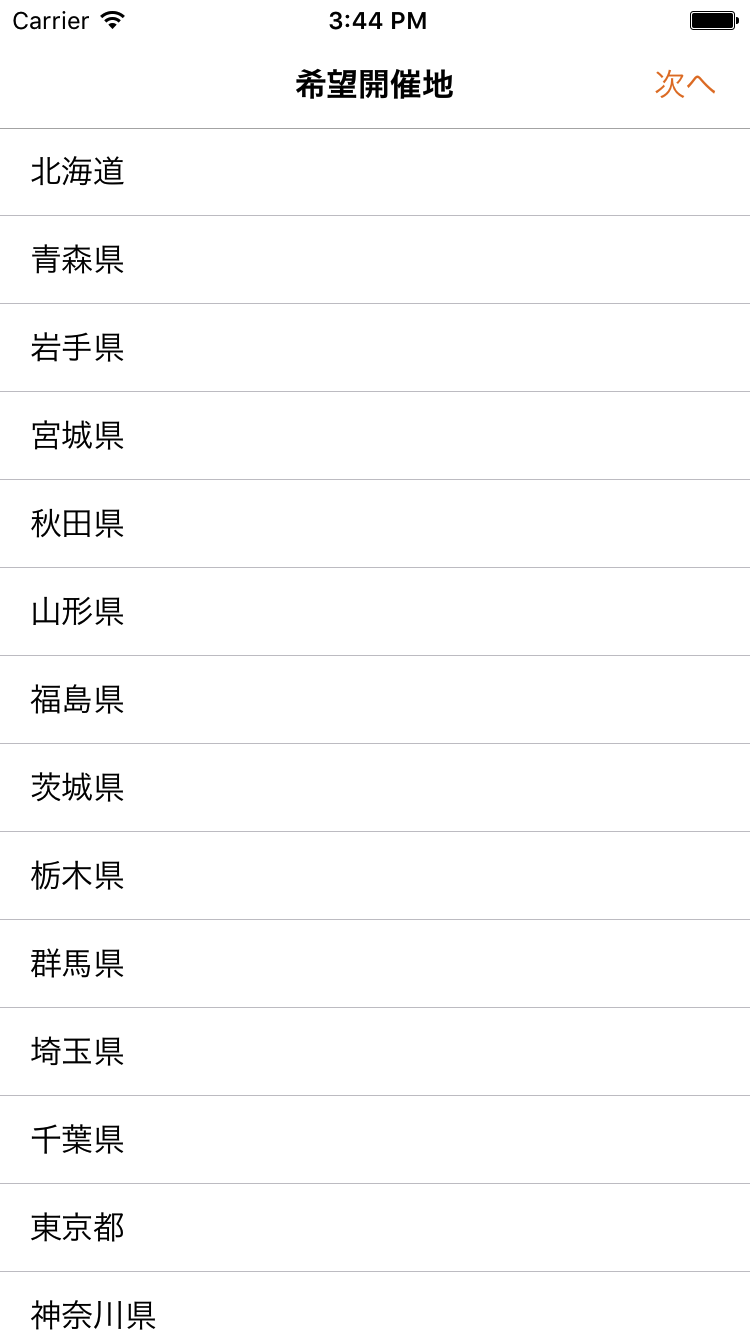 Carrier 3:44 PM
希望開催地 次へ
北海道
青森県
岩手県
宮城県
秋田県
山形県
福島県
茨城県
栃木県
群馬県
埼玉県
千葉県
東京都
神奈川県